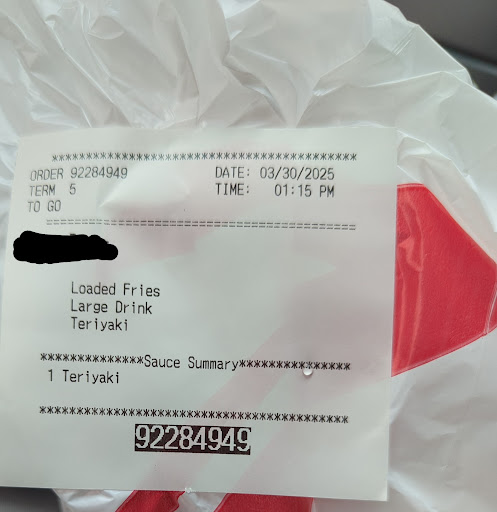 *****************************************
ORDER 92284949 DATE: 03/30/2025
TERM 5 TIME: 01:15 PM
TO GO
=========================================
Loaded Fries
Large Drink
Teriyaki
**************Sauce Summary***************
1 Teriyaki
*****************************************
92284949